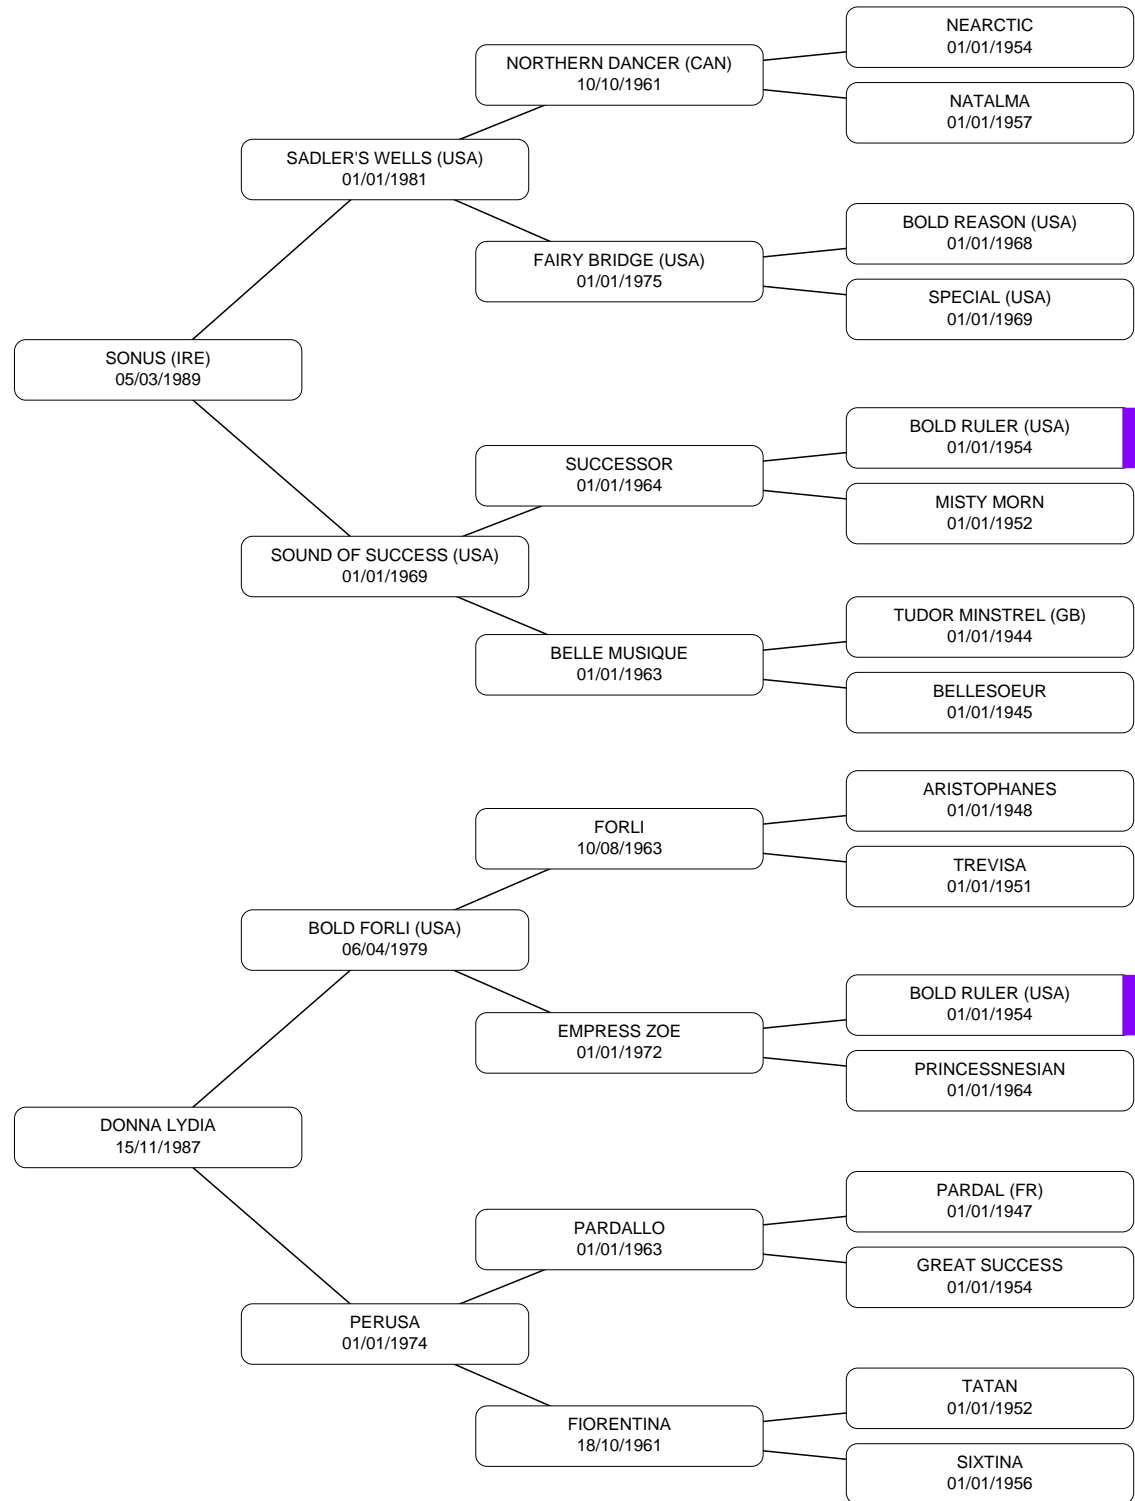 NEARCTIC
01/01/1954
NORTHERN DANCER (CAN)
10/10/1961
NATALMA
01/01/1957
SADLER'S WELLS (USA)
01/01/1981
BOLD REASON (USA)
01/01/1968
FAIRY BRIDGE (USA)
01/01/1975
SPECIAL (USA)
01/01/1969
SONUS (IRE)
05/03/1989
BOLD RULER (USA)
01/01/1954
SUCCESSOR
01/01/1964
MISTY MORN
01/01/1952
SOUND OF SUCCESS (USA)
01/01/1969
TUDOR MINSTREL (GB)
01/01/1944
BELLE MUSIQUE
01/01/1963
BELLESOEUR
01/01/1945
ARISTOPHANES
01/01/1948
FORLI
10/08/1963
TREVISA
01/01/1951
BOLD FORLI (USA)
06/04/1979
BOLD RULER (USA)
01/01/1954
EMPRESS ZOE
01/01/1972
PRINCESSNESIAN
01/01/1964
DONNA LYDIA
15/11/1987
PARDAL (FR)
01/01/1947
PARDALLO
01/01/1963
GREAT SUCCESS
01/01/1954
PERUSA
01/01/1974
TATAN
01/01/1952
FIORENTINA
18/10/1961
SIXTINA
01/01/1956